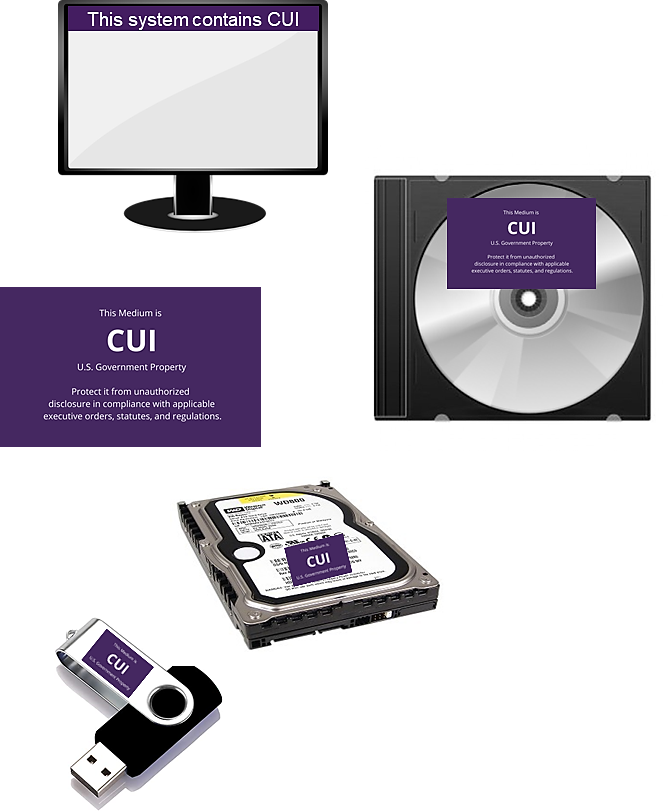 This system contains CUI
This Medium is
CUI
U.S. Government Property
Protect it from unauthorized
disclosure in compliance with applicable
executive orders, statutes, and regulations.
This Medium is
CUI
U.S. Government Property
Protect it from unauthorized
disclosure in compliance with applicable
executive orders, statutes, and regulations.
WD800
SATA
This Medium is
CUI
U.S. Government Property
This Medium is
CUI
U.S. Government Property